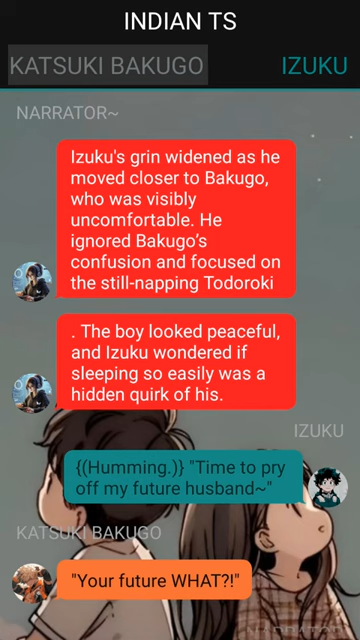 INDIAN TS
KATSUKI BAKUGO
IZUKU
NARRATOR~
Izuku's grin widened as he
moved closer to Bakugo,
who was visibly
uncomfortable. He
ignored Bakugo's
confusion and focused on
the still-napping Todoroki
. The boy looked peaceful,
and Izuku wondered if
sleeping so easily was a
hidden quirk of his.
IZUKU
{(Humming.)} "Time to pry
off my future husband~"
KATSUKI BAKUGO
"Your future WHAT?!"
NARRATOR~